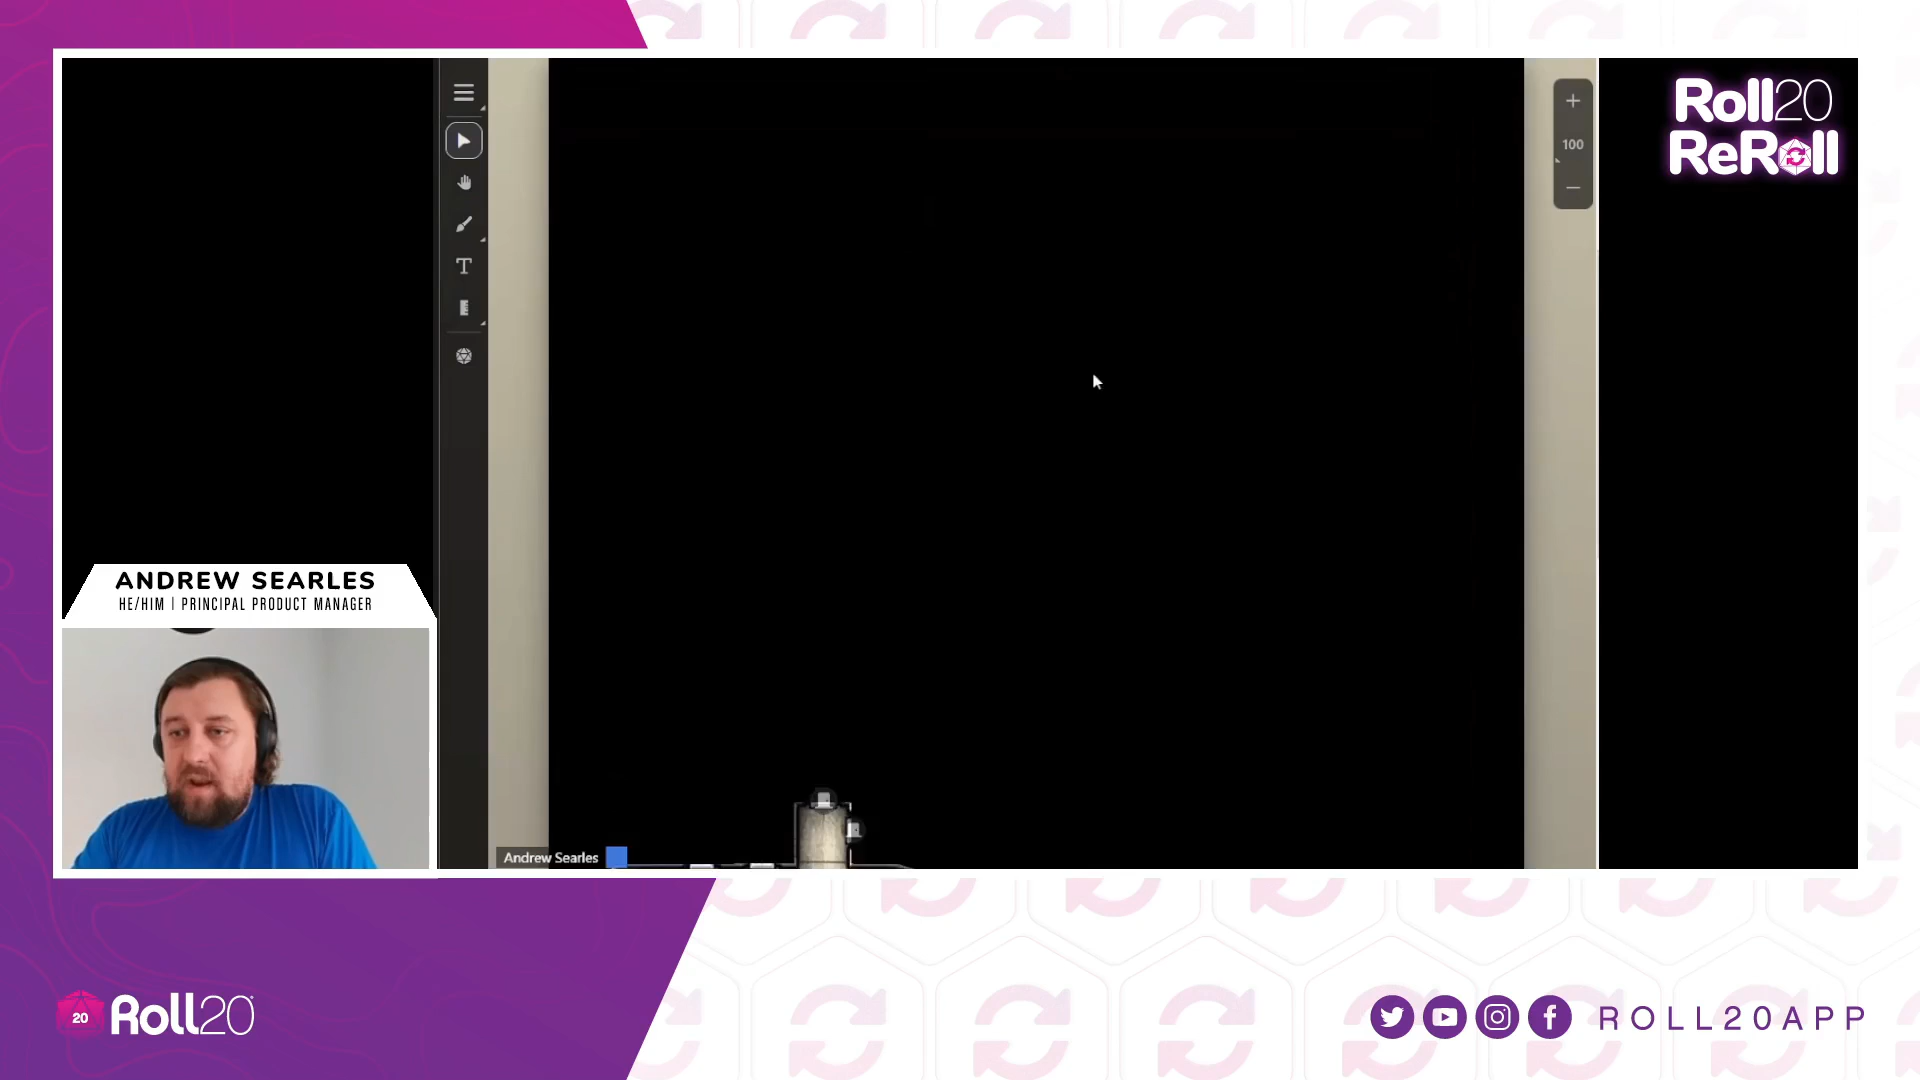 Roll20
ReRoll
100
T
ANDREW SEARLES
HE/HIM | PRINCIPAL PRODUCT MANAGER
Andrew Searles
20
Roll20
ROLL20APP